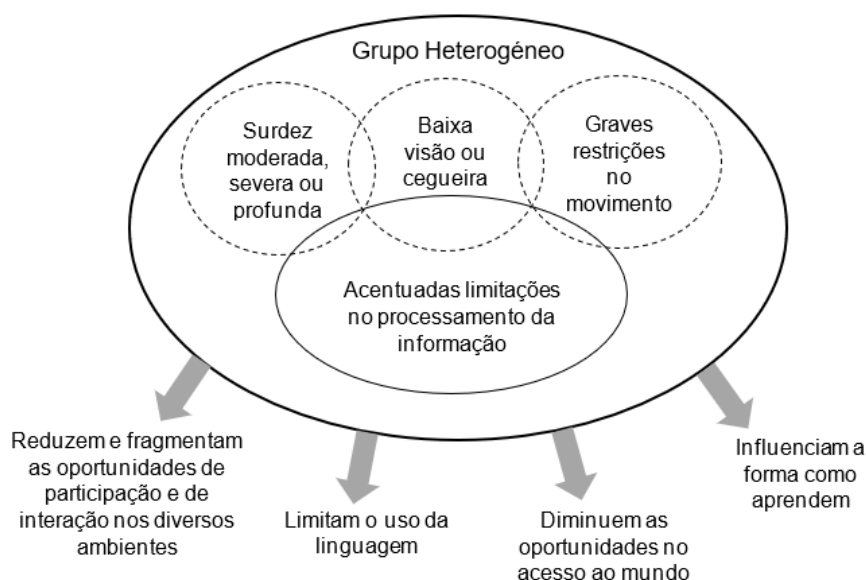 Grupo Heterogéneo
Surdez
moderada,
severa ou
profunda
Baixa
visão ou
cegueira
Graves
restrições
no
movimento
Acentuadas limitações
no processamento da
informação
Reduzem e fragmentam
as oportunidades de
participação e de
interação nos diversos
ambientes
Limitam o uso da
linguagem
Diminuem as
oportunidades no
acesso ao mundo
Influenciam a
forma como
aprendem